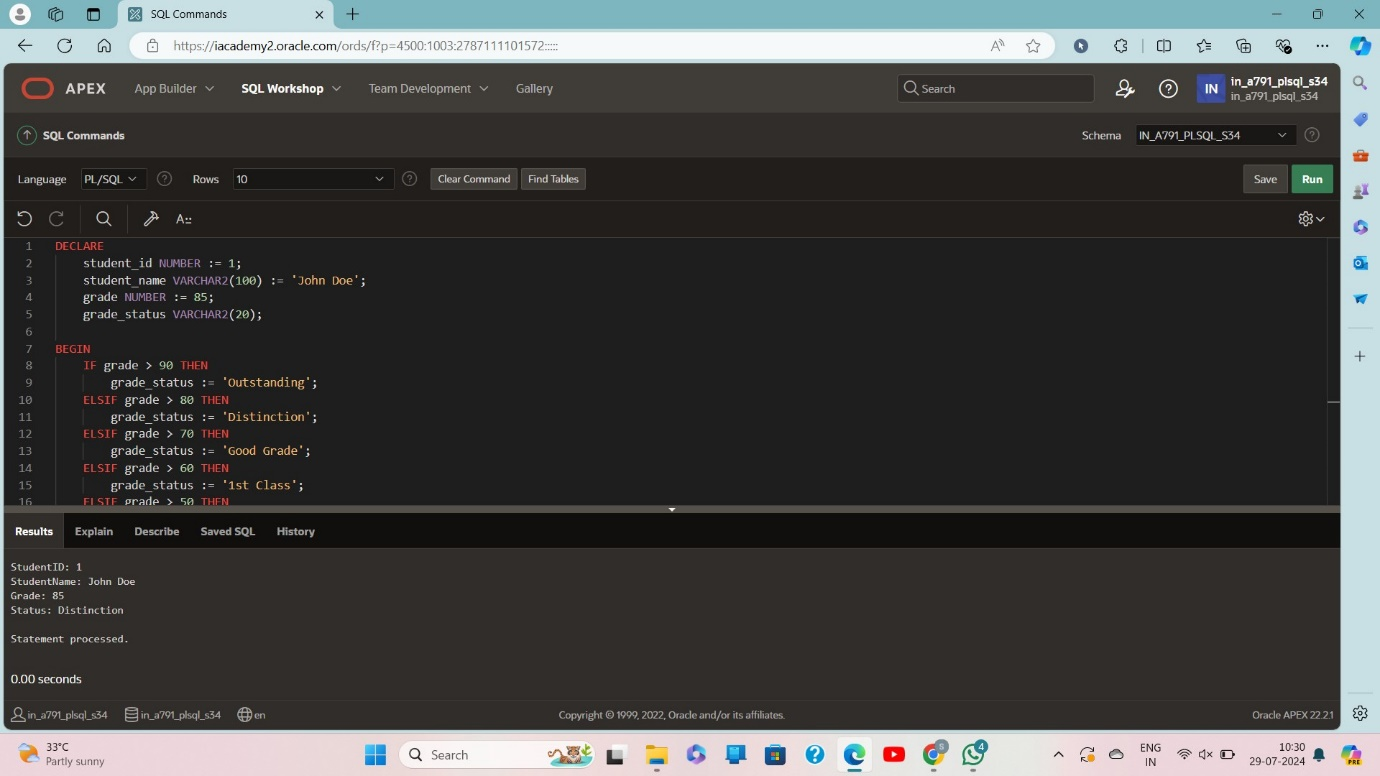 SQL Commands
https://iacademy2.oracle.com/ords/f?p=4500:1003:2787111101572:::::
APEX App Builder SQL Workshop Team Development Gallery Search IN in_a791_plsql_s34
in_a791_plsql_s34
SQL Commands Schema IN_A791_PLSQL_S34
Language PL/SQL Rows 10 Clear Command Find Tables Save Run
A::
1 DECLARE
2 student_id NUMBER := 1;
3 student_name VARCHAR2(100) := 'John Doe';
4 grade NUMBER := 85;
5 grade_status VARCHAR2(20);
6
7 BEGIN
8 IF grade > 90 THEN
9 grade_status := 'Outstanding';
10 ELSIF grade > 80 THEN
11 grade_status := 'Distinction';
12 ELSIF grade > 70 THEN
13 grade_status := 'Good Grade';
14 ELSIF grade > 60 THEN
15 grade_status := '1st Class';
16 ELSIF grade > 50 THEN
Results Explain Describe Saved SQL History
StudentID: 1
StudentName: John Doe
Grade: 85
Status: Distinction
Statement processed.
0.00 seconds
in_a791_plsql_s34 in_a791_plsql_s34 en Copyright © 1999, 2022, Oracle and/or its affiliates. Oracle APEX 22.2.1
33°C
Partly sunny
Search
S
4
ENG
IN
10:30
29-07-2024
PRE